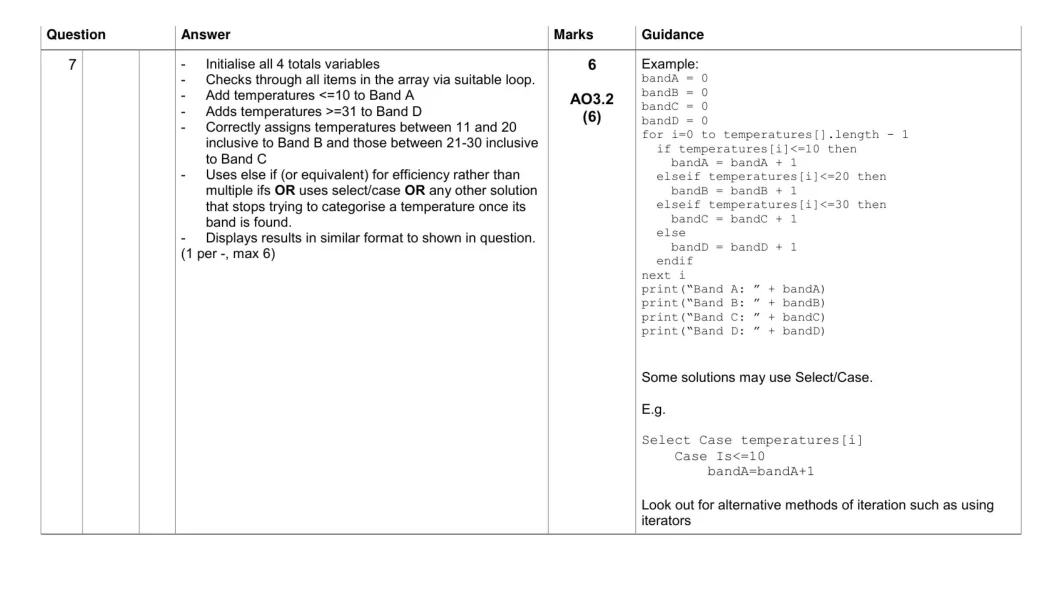 Question Answer Marks Guidance
7
- Initialise all 4 totals variables
- Checks through all items in the array via suitable loop.
- Add temperatures <=10 to Band A
- Adds temperatures >=31 to Band D
- Correctly assigns temperatures between 11 and 20
inclusive to Band B and those between 21-30 inclusive
to Band C
- Uses else if (or equivalent) for efficiency rather than
multiple ifs OR uses select/case OR any other solution
that stops trying to categorise a temperature once its
band is found.
- Displays results in similar format to shown in question.
(1 per -, max 6)
6
AO3.2
(6)
Example:
bandA = 0
bandB = 0
bandC = 0
bandD = 0
for i=0 to temperatures[].length - 1
if temperatures[i]<=10 then
bandA = bandA + 1
elseif temperatures[i]<=20 then
bandB = bandB + 1
elseif temperatures[i]<=30 then
bandC = bandC + 1
else
bandD = bandD + 1
endif
next i
print(“Band A: ” + bandA)
print(“Band B: ” + bandB)
print(“Band C: ” + bandC)
print(“Band D: ” + bandD)
Some solutions may use Select/Case.
E.g.
Select Case temperatures[i]
Case Is<=10
bandA=bandA+1
Look out for alternative methods of iteration such as using
iterators